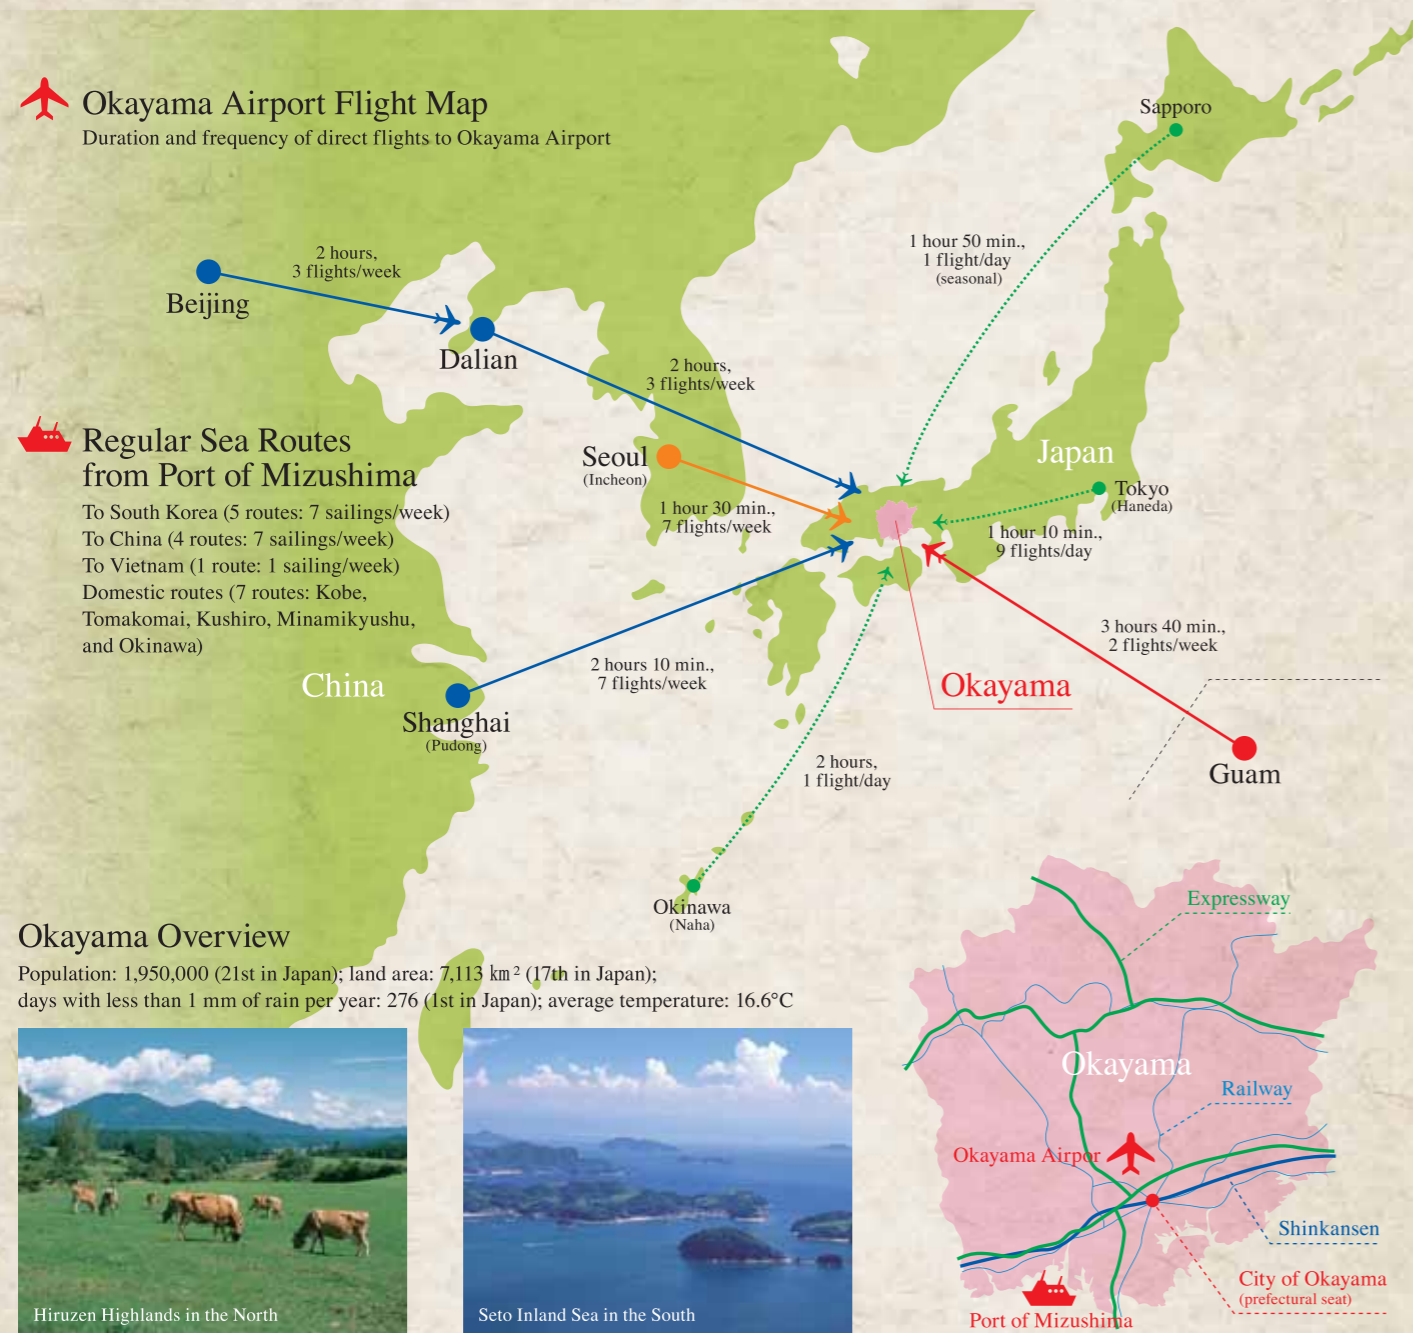 Okayama Airport Flight Map
Duration and frequency of direct flights to Okayama Airport
Sapporo
1 hour 50 min.,
1 flight/day
(seasonal)
2 hours,
3 flights/week
Beijing
Dalian
2 hours,
3 flights/week
Regular Sea Routes
from Port of Mizushima
To South Korea (5 routes: 7 sailings/week)
To China (4 routes: 7 sailings/week)
To Vietnam (1 route: 1 sailing/week)
Domestic routes (7 routes: Kobe,
Tomakomai, Kushiro, Minamikyushu,
and Okinawa)
Seoul
(Incheon)
1 hour 30 min.,
7 flights/week
Japan
Tokyo
(Haneda)
1 hour 10 min.,
9 flights/day
3 hours 40 min.,
2 flights/week
China
Shanghai
(Pudong)
2 hours 10 min.,
7 flights/week
Okayama
Guam
2 hours,
1 flight/day
Okinawa
(Naha)
Okayama Overview
Population: 1,950,000 (21st in Japan); land area: 7,113 km² (17th in Japan);
days with less than 1 mm of rain per year: 276 (1st in Japan); average temperature: 16.6°C
Hiruzen Highlands in the North
Seto Inland Sea in the South
Expressway
Okayama
Railway
Okayama Airpor
Shinkansen
City of Okayama
(prefectural seat)
Port of Mizushima